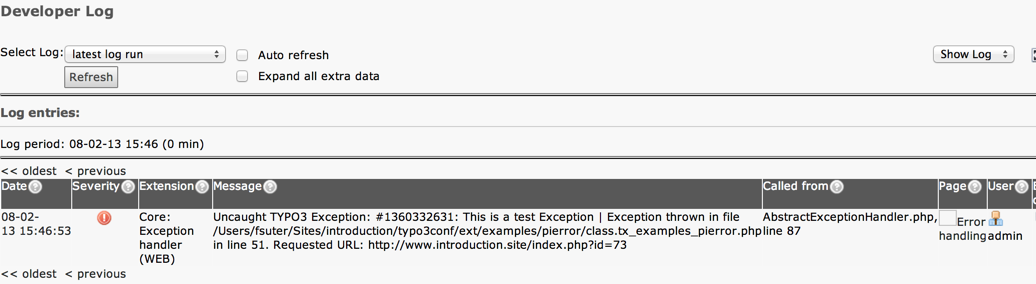 Developer Log
Select Log: latest log run Auto refresh Show Log
Refresh Expand all extra data
Log entries:
Log period: 08-02-13 15:46 (0 min)
<< oldest < previous
Date Severity Extension Message Called from Page User
08-02-13 15:46:53
Core: Exception handler (WEB)
Uncaught TYPO3 Exception: #1360332631: This is a test Exception | Exception thrown in file
/Users/fsuter/Sites/introduction/typo3conf/ext/examples/pierror/class.tx_examples_pierror.php
in line 51. Requested URL: http://www.introduction.site/index.php?id=73
AbstractExceptionHandler.php,
line 87
Error
handling
admin
<< oldest < previous